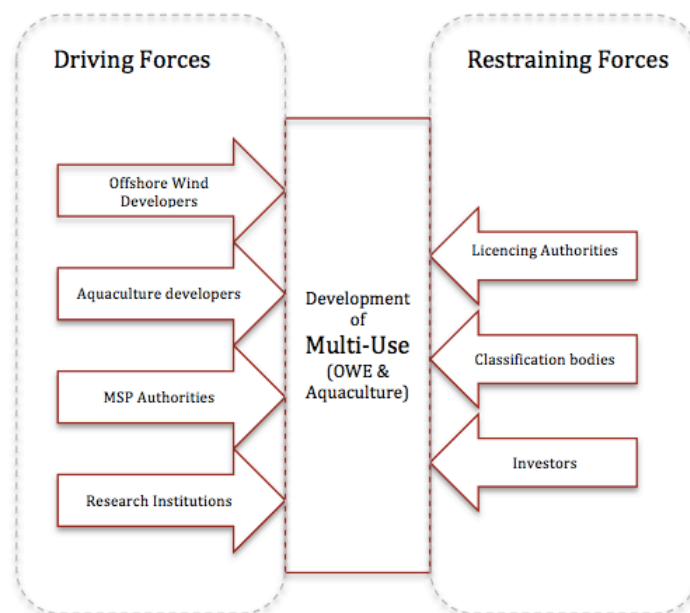 Driving Forces
Restraining Forces
Offshore Wind
Developers
Aquaculture developers
MSP Authorities
Research Institutions
Development
of
Multi-Use
(OWE &
Aquaculture)
Licencing Authorities
Classification bodies
Investors